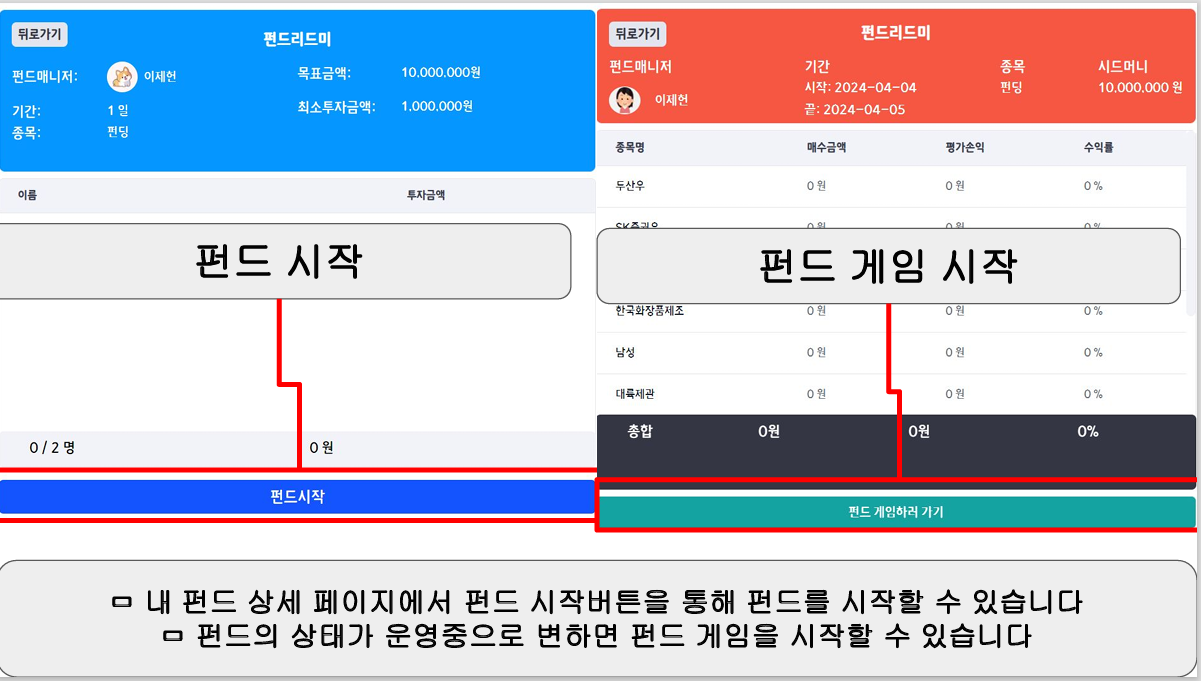 뒤로가기
펀드리드미
펀드매니저: 이제헌
목표금액: 10.000.000원
최소투자금액: 1.000.000원
기간: 1 일
종목: 펀딩
이름 투자금액
펀드 시작
0 / 2 명 0 원
펀드시작
뒤로가기
펀드리드미
펀드매니저 기간 종목 시드머니
이제헌 시작: 2024-04-04 펀딩 10.000.000 원
끝: 2024-04-05
종목명 매수금액 평가손익 수익률
두산우 0 원 0 원 0 %
SK증권우 0 원 0 원 0 %
펀드 게임 시작
한국화장품제조 0 원 0 원 0 %
남성 0 원 0 원 0 %
대륙제관 0 원 0 원 0 %
총합 0원 0원 0%
펀드 게임하러 가기
ㅁ 내 펀드 상세 페이지에서 펀드 시작버튼을 통해 펀드를 시작할 수 있습니다
ㅁ 펀드의 상태가 운영중으로 변하면 펀드 게임을 시작할 수 있습니다